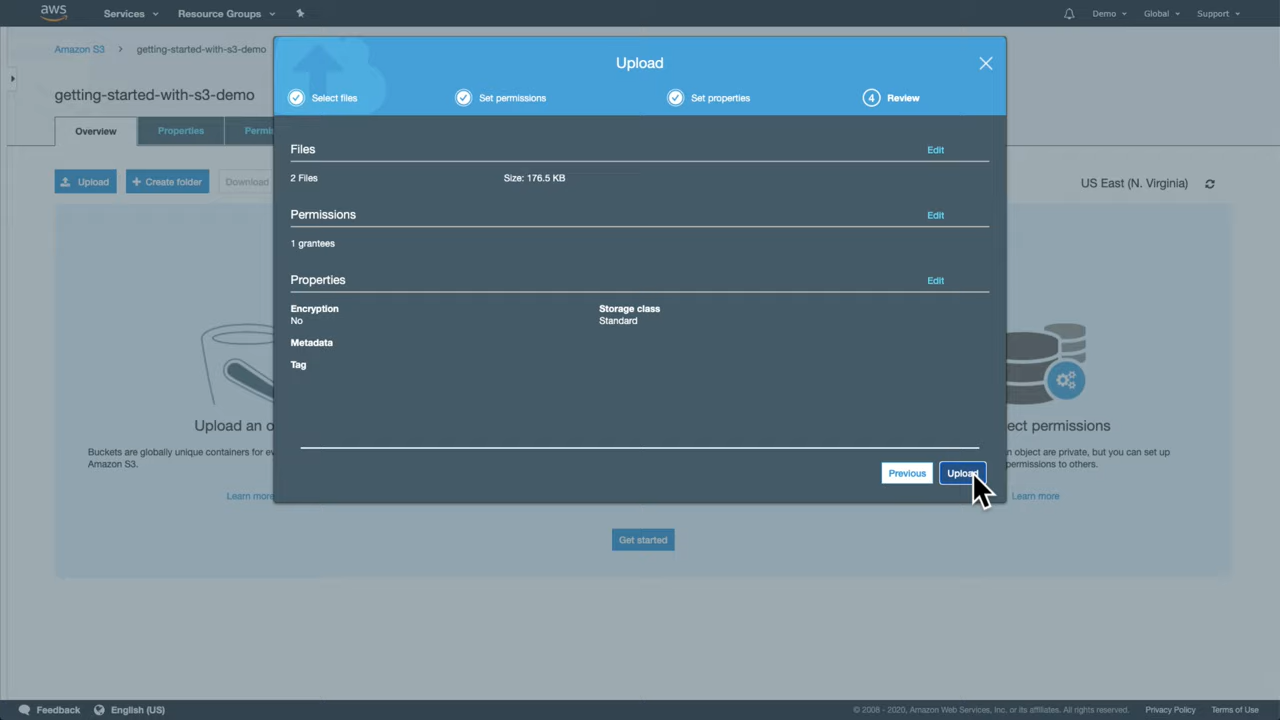 aws Services Resource Groups Demo Global Support
Amazon S3 getting-started-with-s3-demo
Upload
Select files Set permissions Set properties 4 Review
getting-started-with-s3-demo
Overview Properties
Files Edit
2 Files Size: 176.5 KB
Upload + Create folder Download US East (N. Virginia)
Permissions Edit
1 grantees
Properties Edit
Encryption Storage class
No Standard
Metadata
Tag
Upload an o ect permissions
Buckets are globally unique containers for n object are private, but you can set up
Amazon S3. permissions to others.
Previous Upload
Learn more Learn more
Get started
Feedback English (US) © 2008 - 2020, Amazon Web Services, Inc. or its affiliates. All rights reserved. Privacy Policy Terms of Use